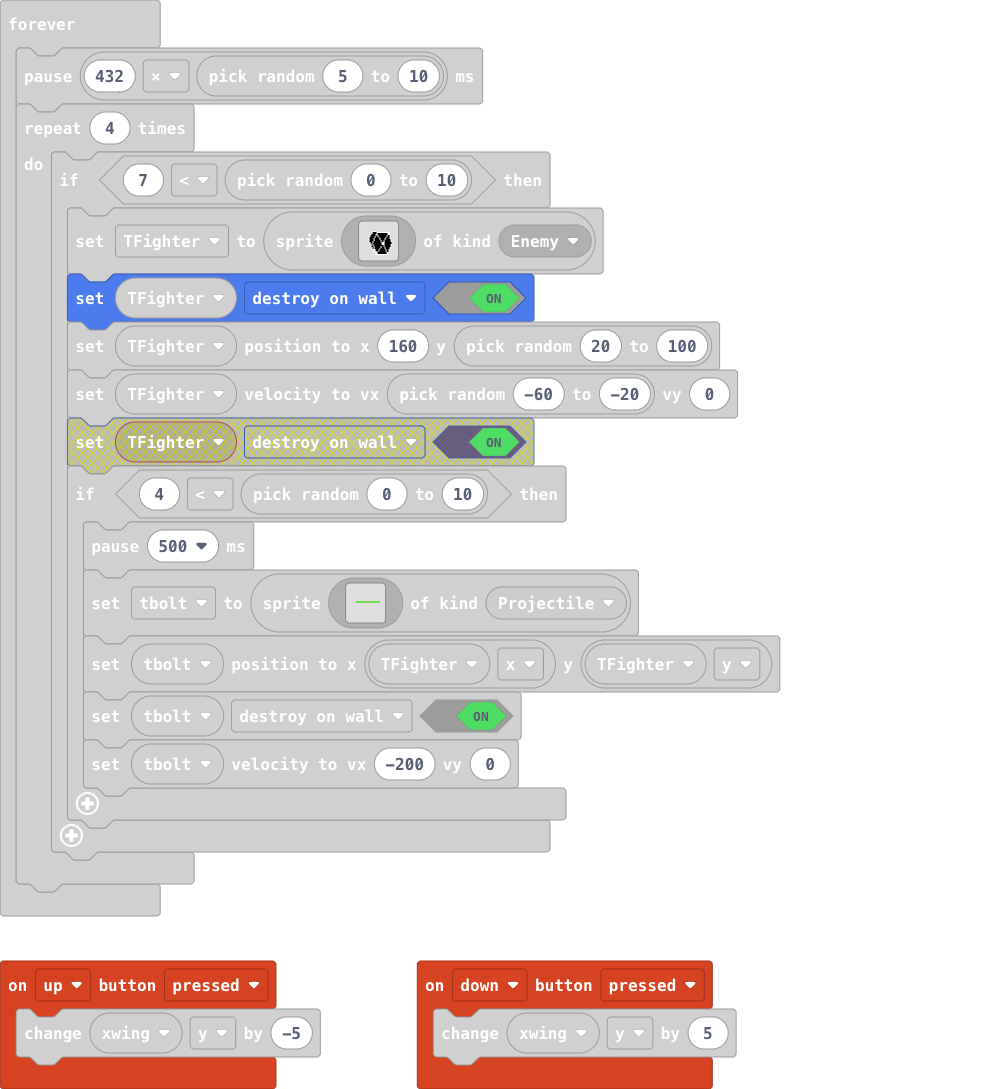 forever
pause 432 × pick random 5 to 10 ms
repeat 4 times
do
if 7 < pick random 0 to 10 then
set TFighter to sprite of kind Enemy
set TFighter destroy on wall ON
set TFighter position to x 160 y pick random 20 to 100
set TFighter velocity to vx pick random -60 to -20 vy 0
set TFighter destroy on wall ON
if 4 < pick random 0 to 10 then
pause 500 ms
set tbolt to sprite of kind Projectile
set tbolt position to x TFighter x y TFighter y
set tbolt destroy on wall ON
set tbolt velocity to vx -200 vy 0
on up button pressed
change xwing y by -5
on down button pressed
change xwing y by 5